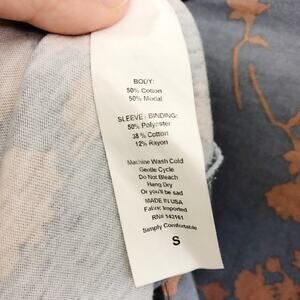 BODY:
50% Cotton
50% Modal
SLEEVE / BINDING:
50% Polyester
38% Cotton
12% Rayon
Machine Wash Cold
Gentle Cycle
Do Not Bleach
Hang Dry
Or you'll be sad
MADE IN USA
Fabric Imported
RN# 142161
Simply Comfortable
S